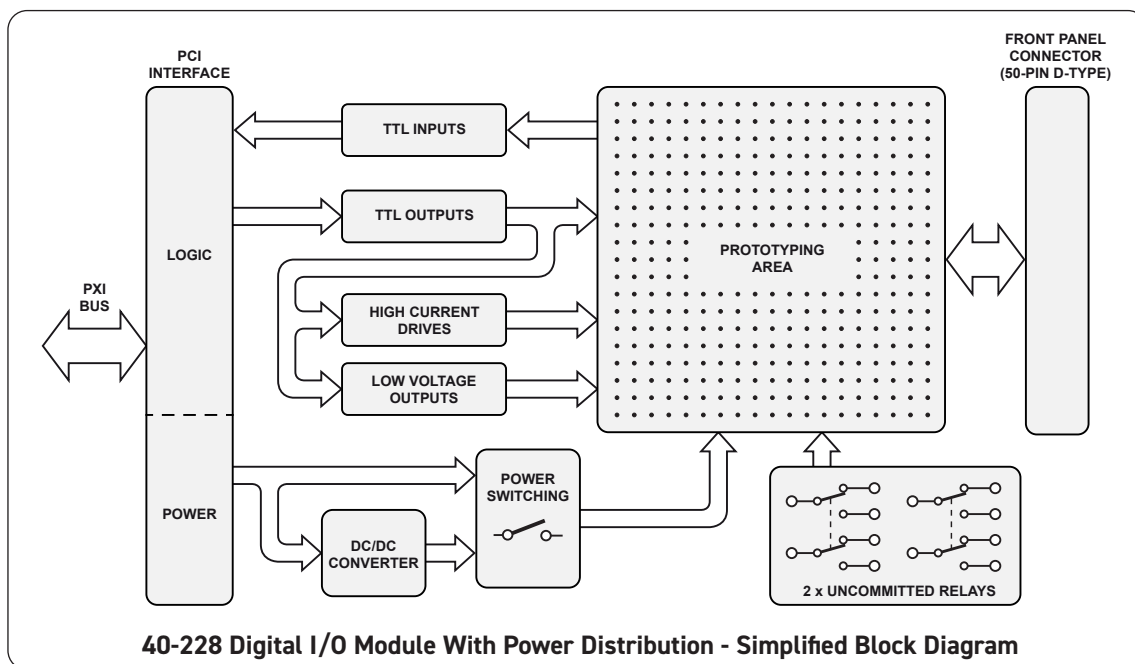 PCI
INTERFACE
FRONT PANEL
CONNECTOR
(50-PIN D-TYPE)
TTL INPUTS
TTL OUTPUTS
LOGIC
PROTOTYPING
AREA
PXI
BUS
HIGH CURRENT
DRIVES
LOW VOLTAGE
OUTPUTS
POWER
SWITCHING
POWER
DC/DC
CONVERTER
2 x UNCOMMITTED RELAYS
40-228 Digital I/O Module With Power Distribution - Simplified Block Diagram